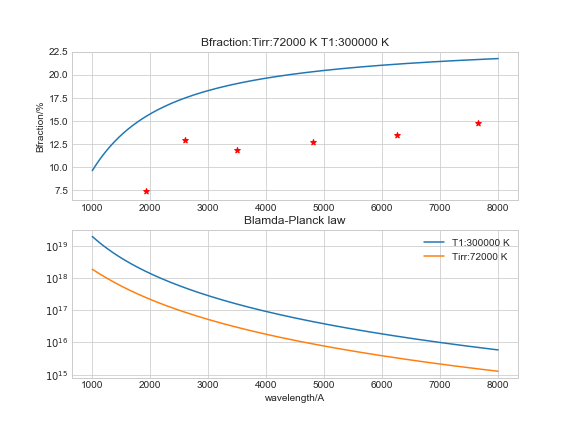 Bfraction:Tirr:72000 K T1:300000 K
22.5
20.0
17.5
15.0
12.5
10.0
7.5
Bfraction/%
1000 2000 3000 4000 5000 6000 7000 8000
Blamda-Planck law
10^19
10^18
10^17
10^16
10^15
T1:300000 K
Tirr:72000 K
1000 2000 3000 4000 5000 6000 7000 8000
wavelength/A